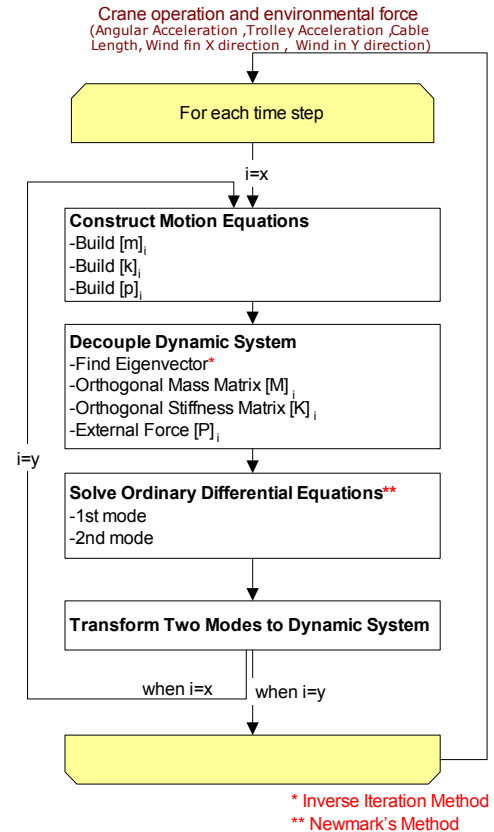 Crane operation and environmental force
(Angular Acceleration ,Trolley Acceleration ,Cable
Length, Wind fin X direction , Wind in Y direction)
For each time step
i=x
Construct Motion Equations
-Build [m]i
-Build [k]i
-Build [p]i
Decouple Dynamic System
-Find Eigenvector*
-Orthogonal Mass Matrix [M] i
-Orthogonal Stiffness Matrix [K] i
-External Force [P] i
i=y
Solve Ordinary Differential Equations**
-1st mode
-2nd mode
Transform Two Modes to Dynamic System
when i=x
when i=y
* Inverse Iteration Method
** Newmark's Method